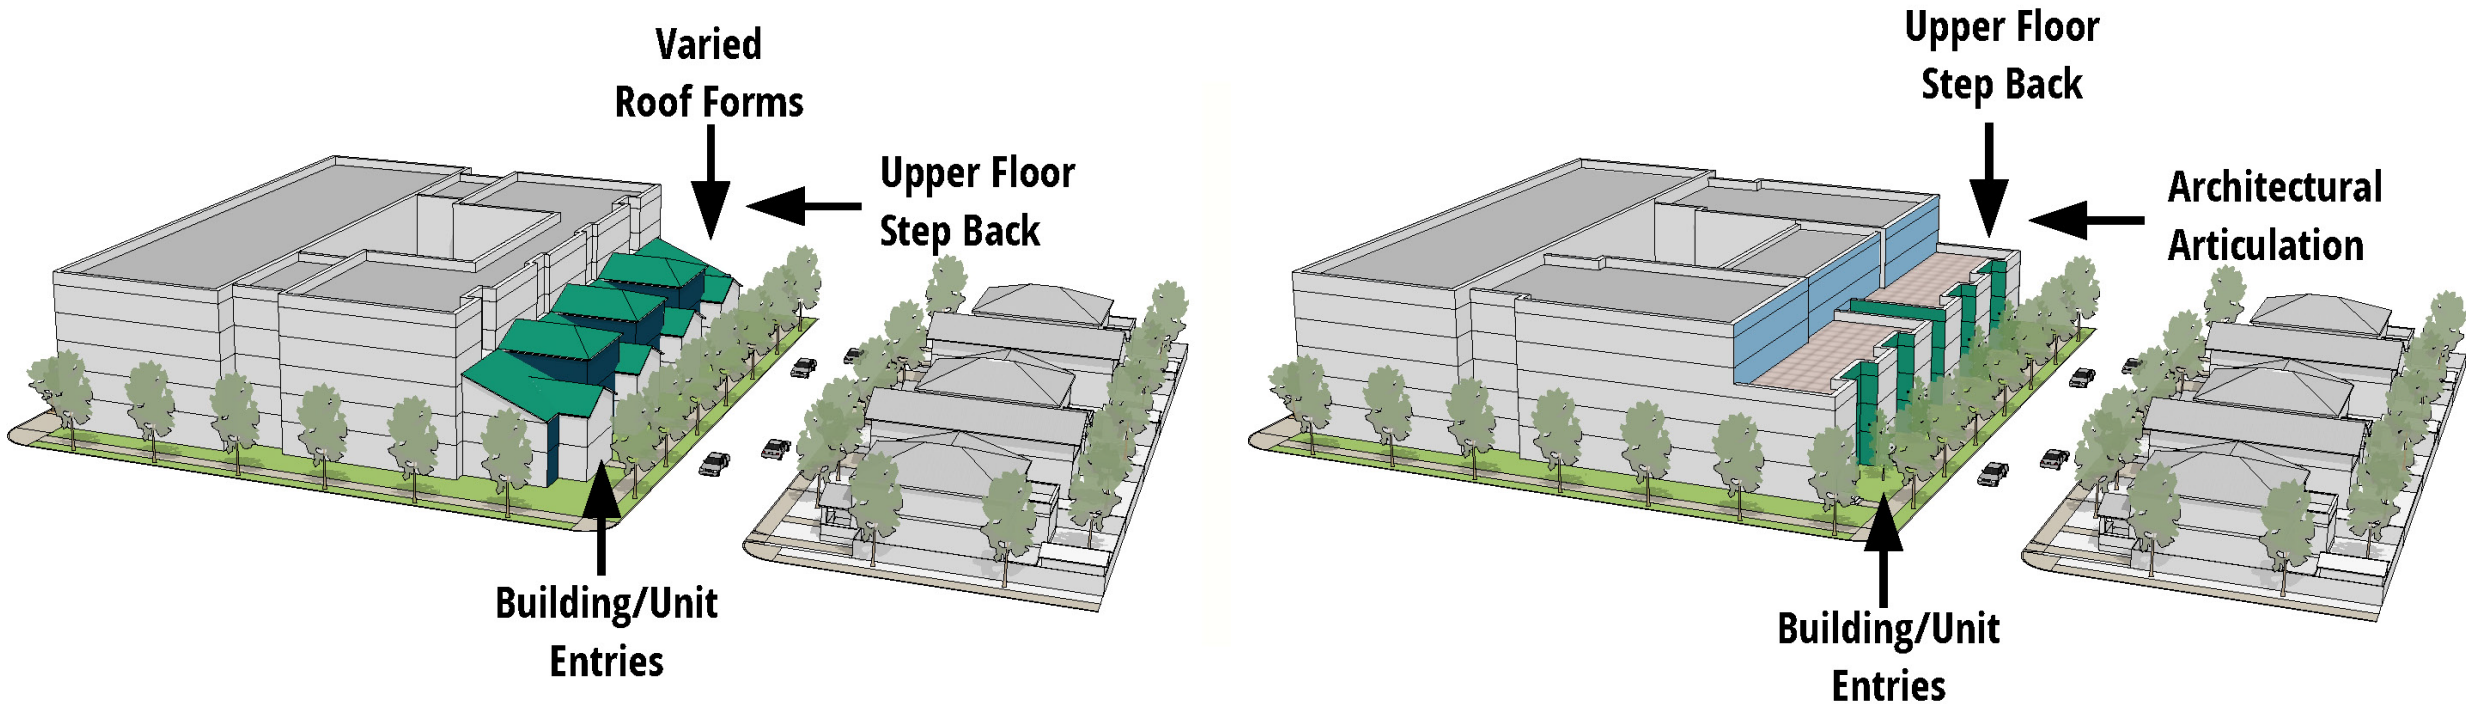 Varied
Roof Forms
Upper Floor
Step Back
Building/Unit
Entries
Upper Floor
Step Back
Architectural
Articulation
Building/Unit
Entries